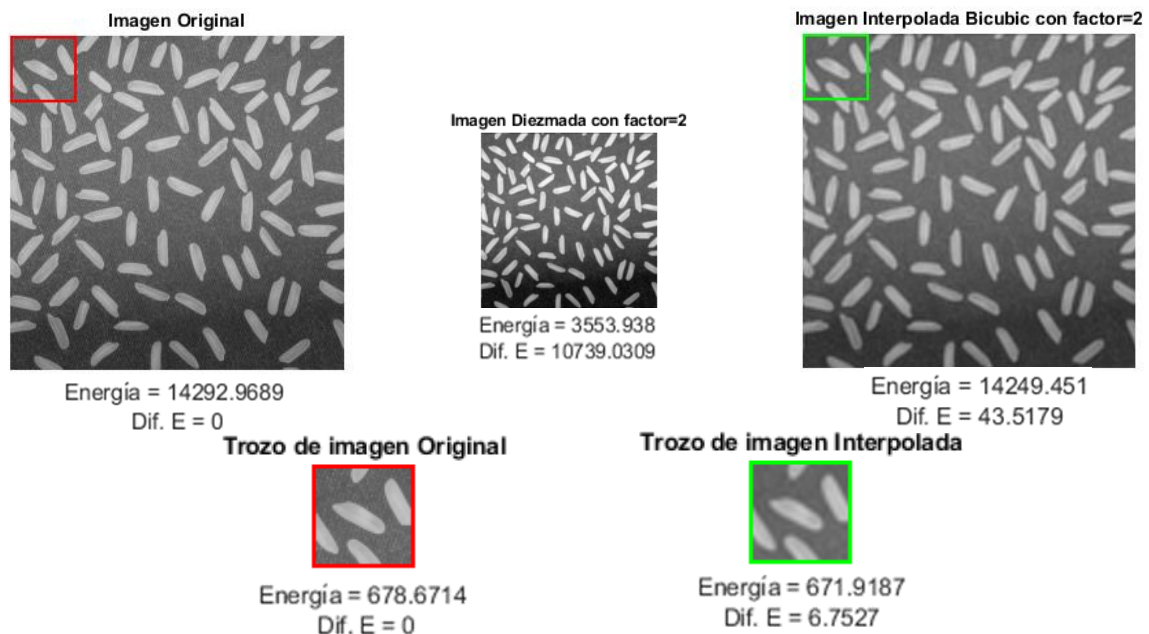 Imagen Original
Imagen Interpolada Bicubic con factor=2
Imagen Diezmada con factor=2
Energía = 3553.938
Dif. E = 10739.0309
Energía = 14292.9689
Dif. E = 0
Energía = 14249.451
Dif. E = 43.5179
Trozo de imagen Original
Trozo de imagen Interpolada
Energía = 678.6714
Dif. E = 0
Energía = 671.9187
Dif. E = 6.7527